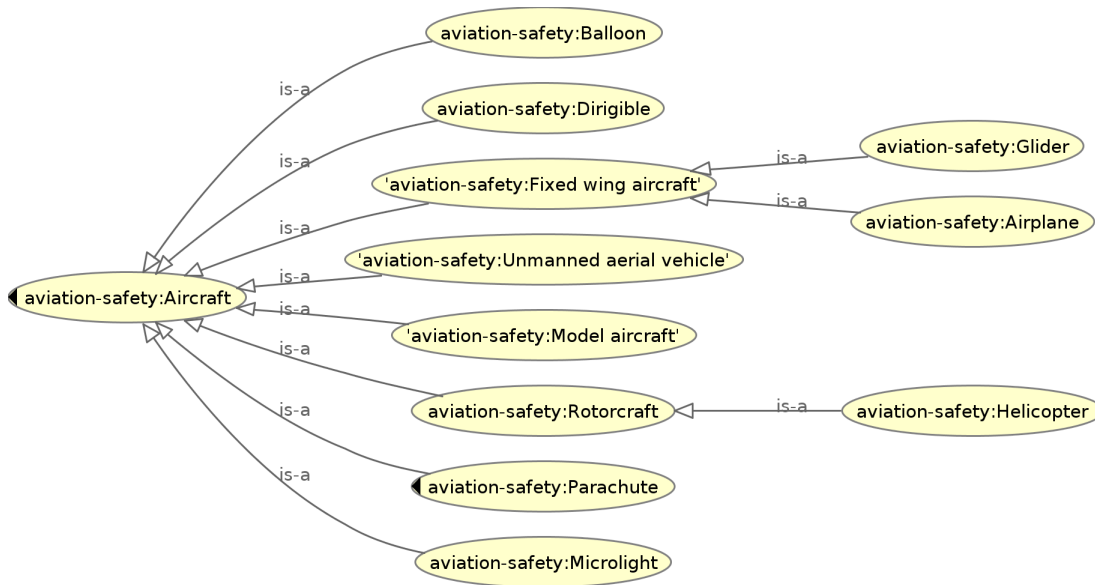 aviation-safety:Balloon
is-a
aviation-safety:Dirigible
is-a
'aviation-safety:Fixed wing aircraft'
is-a
aviation-safety:Glider
is-a
aviation-safety:Airplane
is-a
'aviation-safety:Unmanned aerial vehicle'
is-a
aviation-safety:Aircraft
'aviation-safety:Model aircraft'
is-a
aviation-safety:Rotorcraft
is-a
aviation-safety:Helicopter
is-a
aviation-safety:Parachute
is-a
aviation-safety:Microlight
is-a